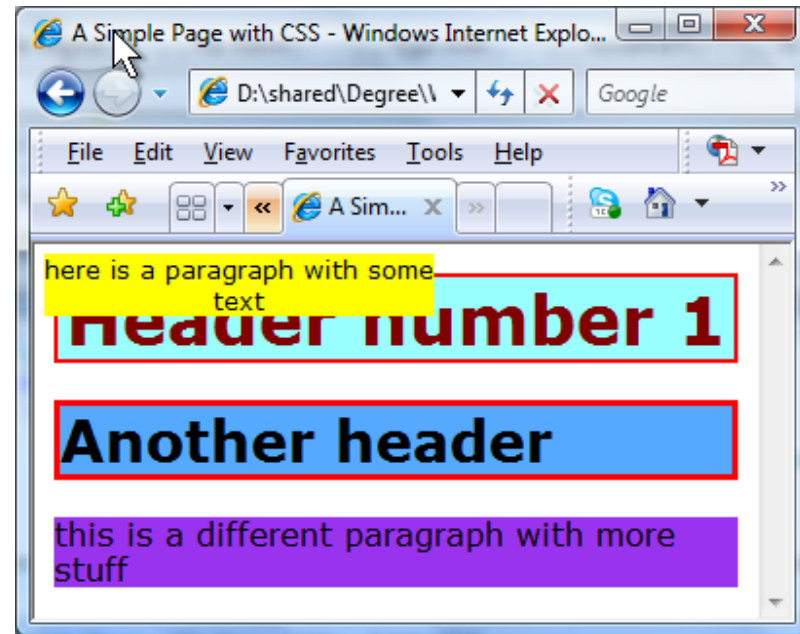 A Simple Page with CSS - Windows Internet Explo...
D:\shared\Degree\
Google
File Edit View Favorites Tools Help
A Sim...
here is a paragraph with some
text
Header number 1
Another header
this is a different paragraph with more
stuff